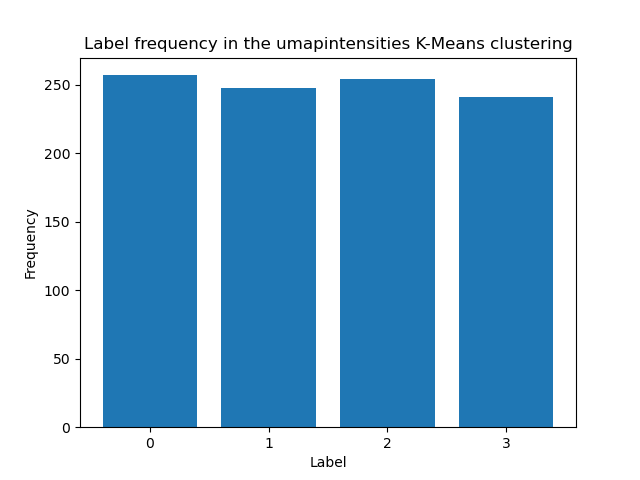 Label frequency in the umapintensities K-Means clustering
250
200
150
100
50
0
Frequency
0 1 2 3
Label